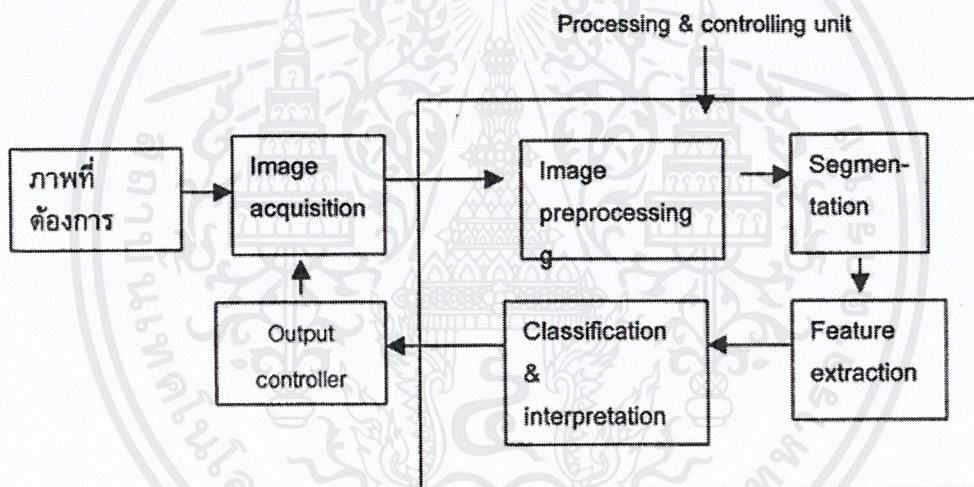 Processing & controlling unit
ภาพที่
ต้องการ
Image
acquisition
Image
preprocessing
g
Segmen-
tation
Output
controller
Classification
&
interpretation
Feature
extraction